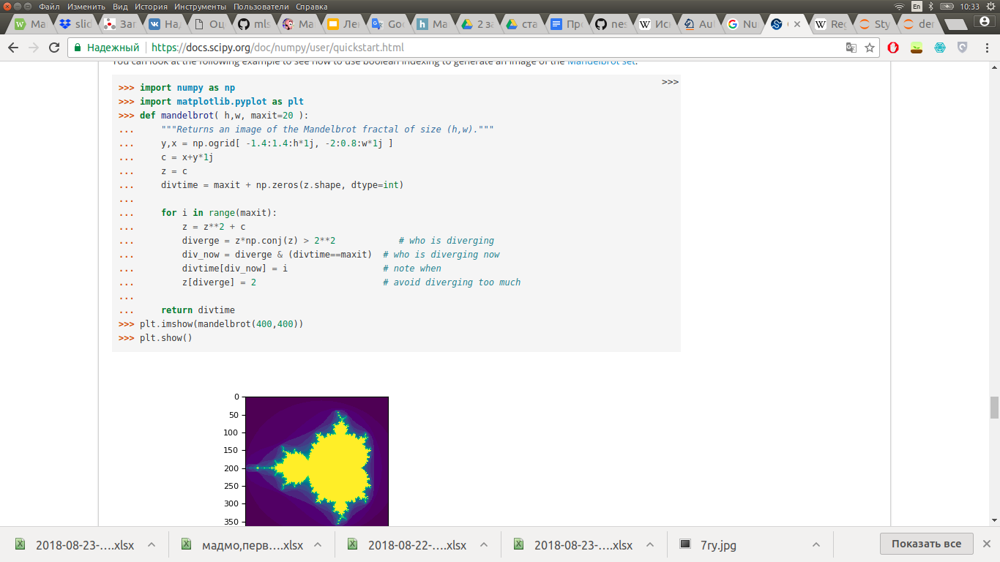 Файл Изменить Вид История Инструменты Пользователи Справка En 10:33
Ma slid Заг На Оц mls Ma Ле Goo Ma 2 за ста Про nes Иск Aut Nu Reg Sty der
Надежный https://docs.scipy.org/doc/numpy/user/quickstart.html
You can look at the following example to see how to use boolean indexing to generate an image of the Mandelbrot set:
>>>
>>> import numpy as np
>>> import matplotlib.pyplot as plt
>>> def mandelbrot( h,w, maxit=20 ):
...     """Returns an image of the Mandelbrot fractal of size (h,w)."""
...     y,x = np.ogrid[ -1.4:1.4:h*1j, -2:0.8:w*1j ]
...     c = x+y*1j
...     z = c
...     divtime = maxit + np.zeros(z.shape, dtype=int)
...
...     for i in range(maxit):
...         z = z**2 + c
...         diverge = z*np.conj(z) > 2**2            # who is diverging
...         div_now = diverge & (divtime==maxit)  # who is diverging now
...         divtime[div_now] = i                  # note when
...         z[diverge] = 2                        # avoid diverging too much
...
...     return divtime
>>> plt.imshow(mandelbrot(400,400))
>>> plt.show()
0
50
100
150
200
250
300
350
2018-08-23-....xlsx мадмо,перв....xlsx 2018-08-22-....xlsx 2018-08-23-....xlsx 7гу.jpg Показать все